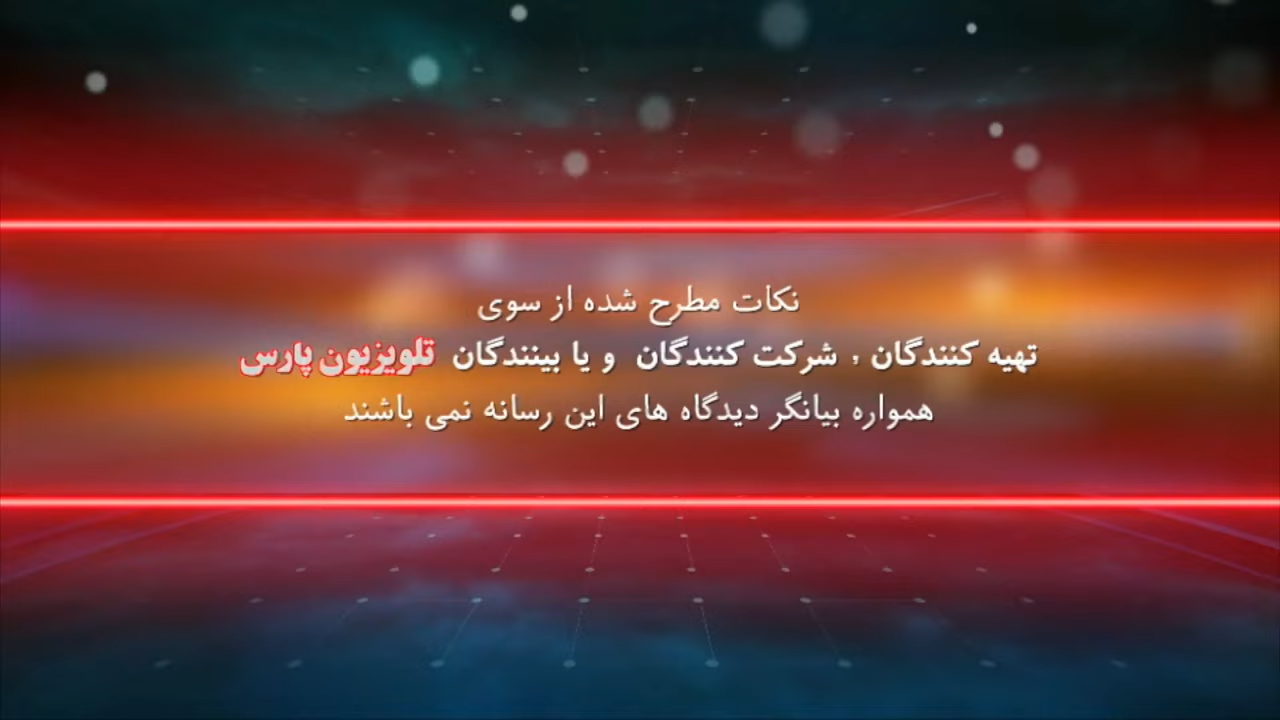 نکات مطرح شده از سوی
تهیه کنندگان , شرکت کنندگان و یا بینندگان تلویزیون پارس
همواره بیانگر دیدگاه های این رسانه نمی باشند